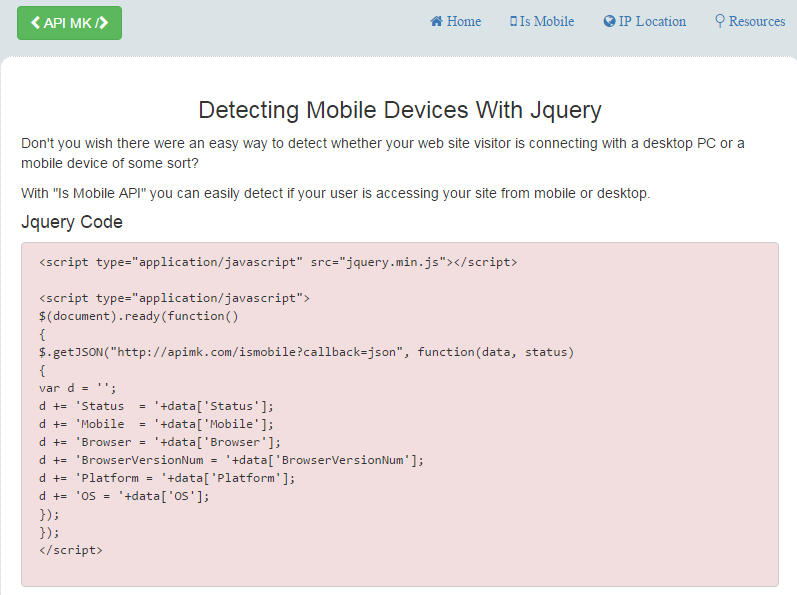 API MK /
Home Is Mobile IP Location Resources
Detecting Mobile Devices With Jquery
Don't you wish there were an easy way to detect whether your web site visitor is connecting with a desktop PC or a
mobile device of some sort?
With "Is Mobile API" you can easily detect if your user is accessing your site from mobile or desktop.
Jquery Code
<script type="application/javascript" src="jquery.min.js"></script>
<script type="application/javascript">
$(document).ready(function()
{
$.getJSON("http://apimk.com/ismobile?callback=json", function(data, status)
{
var d = '';
d += 'Status  = '+data['Status'];
d += 'Mobile  = '+data['Mobile'];
d += 'Browser = '+data['Browser'];
d += 'BrowserVersionNum = '+data['BrowserVersionNum'];
d += 'Platform = '+data['Platform'];
d += 'OS = '+data['OS'];
});
});
</script>